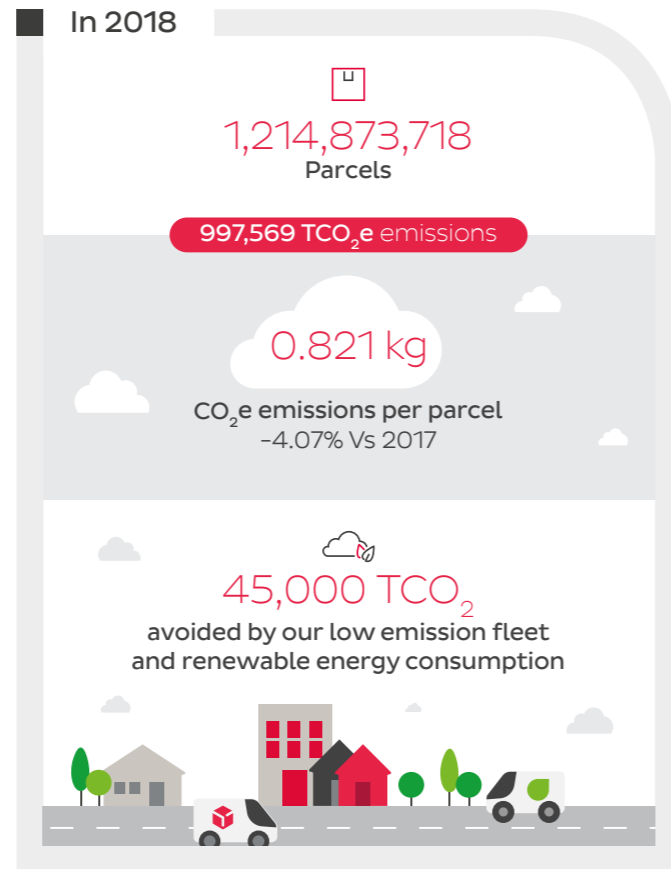 In 2018
1,214,873,718
Parcels
997,569 TCO₂e emissions
0.821 kg
CO₂e emissions per parcel
-4.07% Vs 2017
45,000 TCO₂
avoided by our low emission fleet
and renewable energy consumption